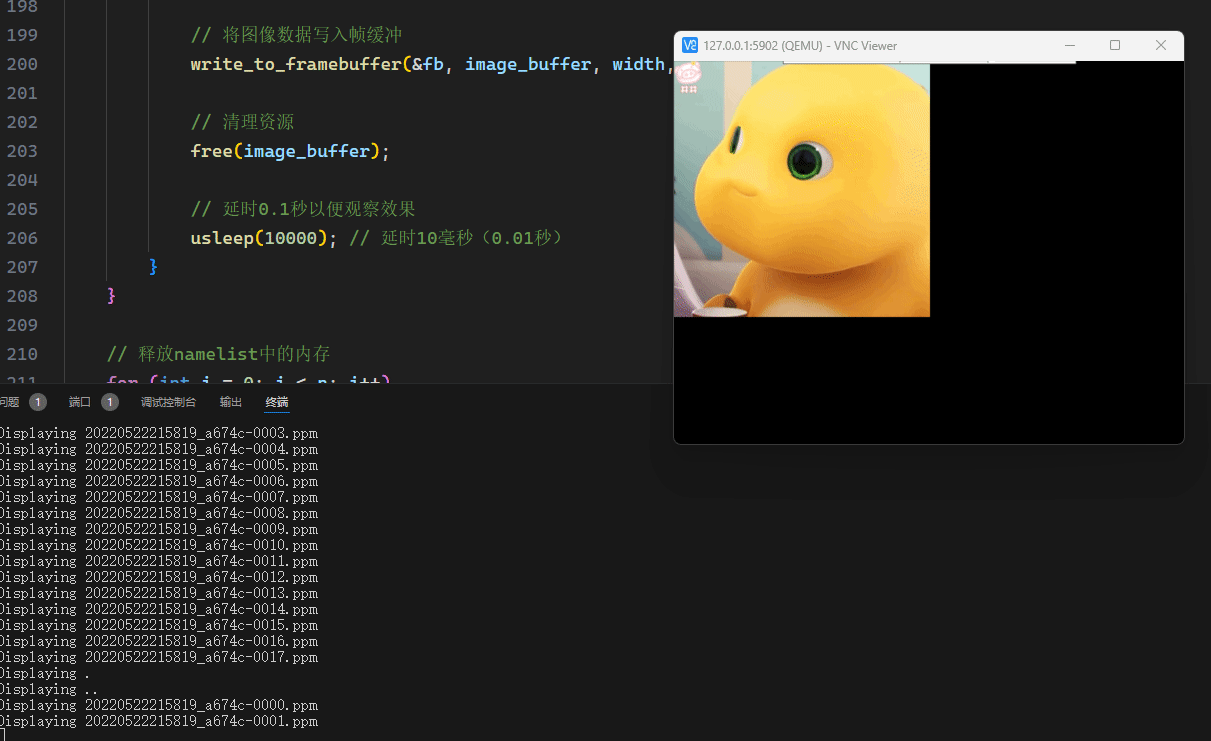 198
199 // 将图像数据写入帧缓冲
200 write_to_framebuffer(&fb, image_buffer, width,
201
202 // 清理资源
203 free(image_buffer);
204
205 // 延时0.1秒以便观察效果
206 usleep(10000); // 延时10毫秒（0.01秒）
207 }
208 }
209
210 // 释放namelist中的内存
211 for (int i = 0; i < n; i++)
V2 127.0.0.1:5902 (QEMU) - VNC Viewer
问题 1 端口 1 调试控制台 输出 终端
Displaying 20220522215819_a674c-0003.ppm
Displaying 20220522215819_a674c-0004.ppm
Displaying 20220522215819_a674c-0005.ppm
Displaying 20220522215819_a674c-0006.ppm
Displaying 20220522215819_a674c-0007.ppm
Displaying 20220522215819_a674c-0008.ppm
Displaying 20220522215819_a674c-0009.ppm
Displaying 20220522215819_a674c-0010.ppm
Displaying 20220522215819_a674c-0011.ppm
Displaying 20220522215819_a674c-0012.ppm
Displaying 20220522215819_a674c-0013.ppm
Displaying 20220522215819_a674c-0014.ppm
Displaying 20220522215819_a674c-0015.ppm
Displaying 20220522215819_a674c-0016.ppm
Displaying 20220522215819_a674c-0017.ppm
Displaying .
Displaying ..
Displaying 20220522215819_a674c-0000.ppm
Displaying 20220522215819_a674c-0001.ppm